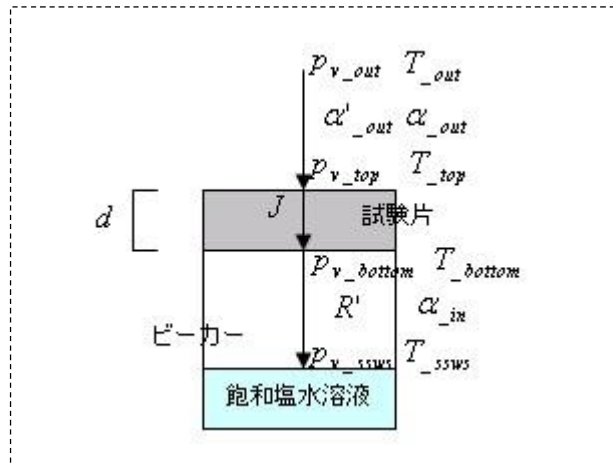 p_v_out T_out
α'_out α_out
p_v_top T_top
d J 試験片
p_v_bottom T_bottom
R' α_in
ビーカー
p_v_ssws T_ssws
飽和塩水溶液